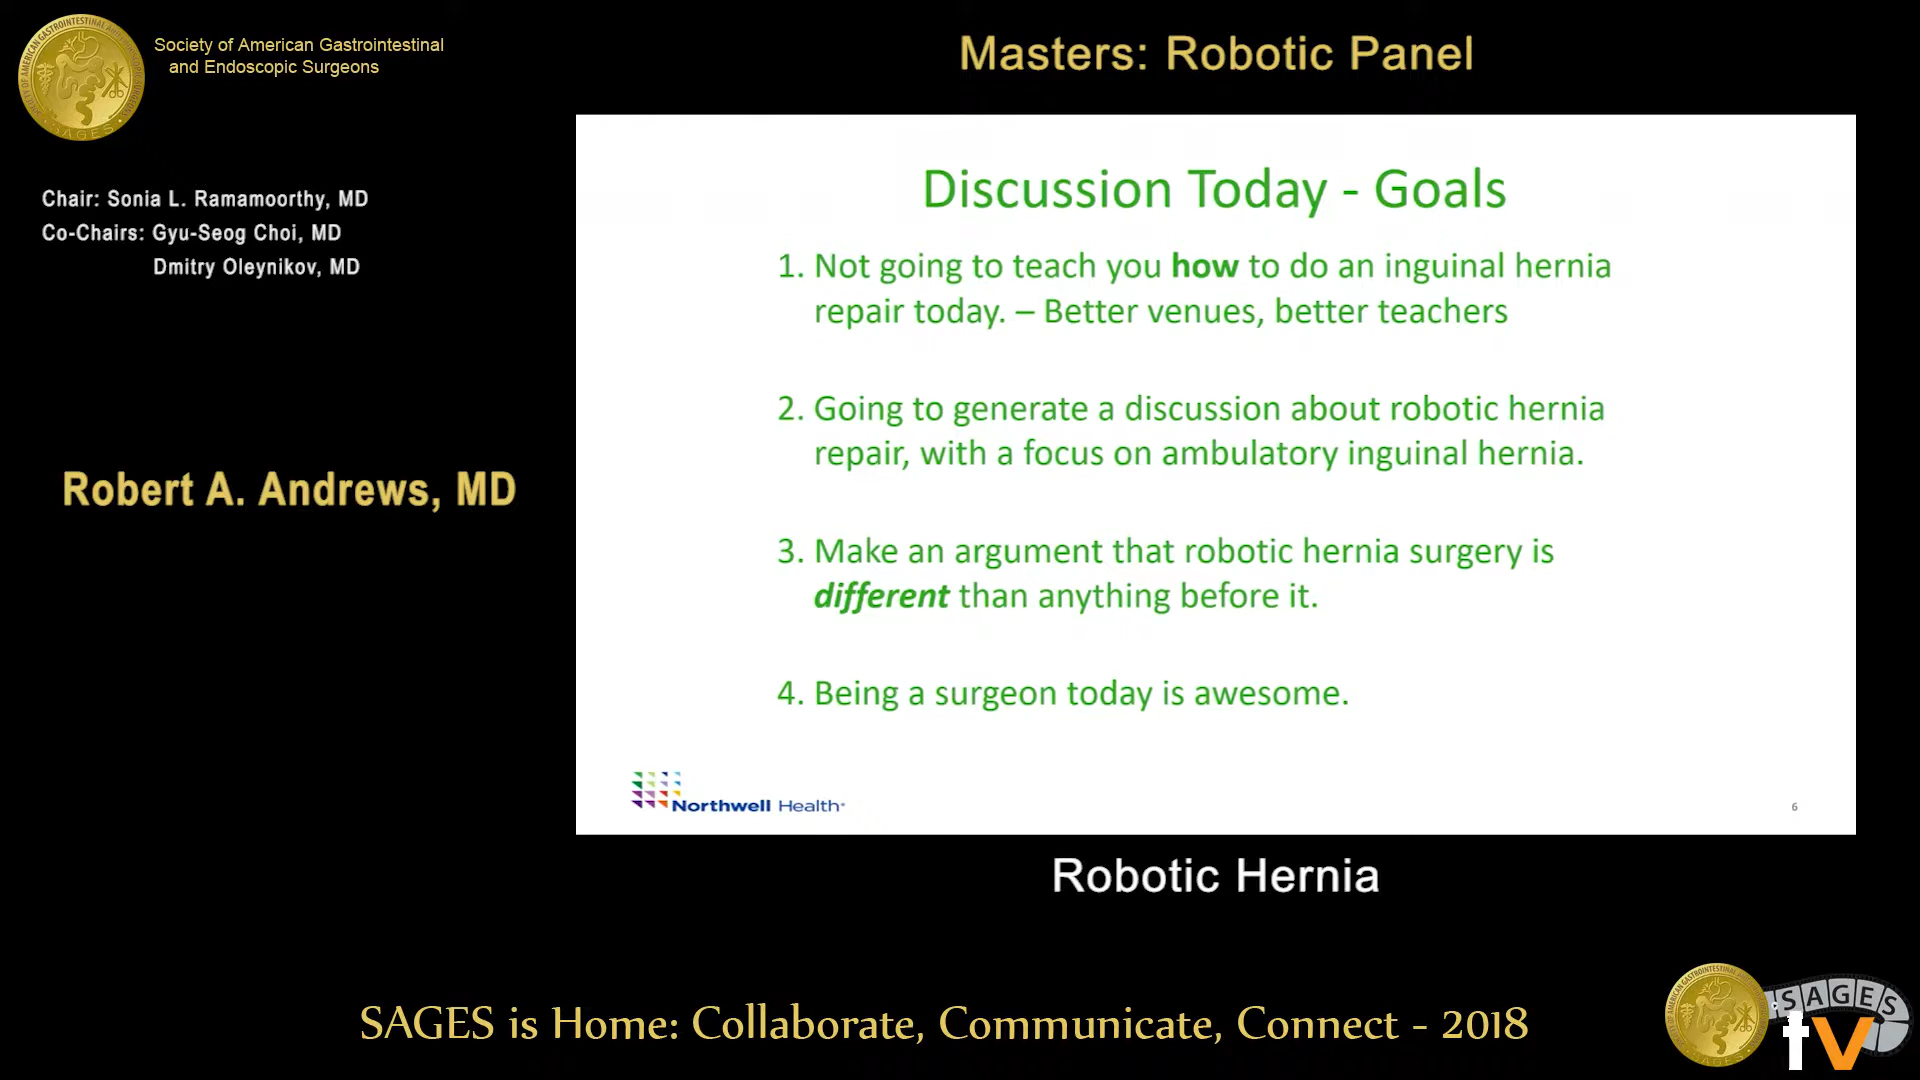 Society of American Gastrointestinal
and Endoscopic Surgeons
Masters: Robotic Panel
Chair: Sonia L. Ramamoorthy, MD
Co-Chairs: Gyu-Seog Choi, MD
Dmitry Oleynikov, MD
Robert A. Andrews, MD
Discussion Today - Goals
1. Not going to teach you how to do an inguinal hernia
repair today. – Better venues, better teachers
2. Going to generate a discussion about robotic hernia
repair, with a focus on ambulatory inguinal hernia.
3. Make an argument that robotic hernia surgery is
different than anything before it.
4. Being a surgeon today is awesome.
Northwell Health
6
Robotic Hernia
SAGES is Home: Collaborate, Communicate, Connect - 2018
SAGES
tv